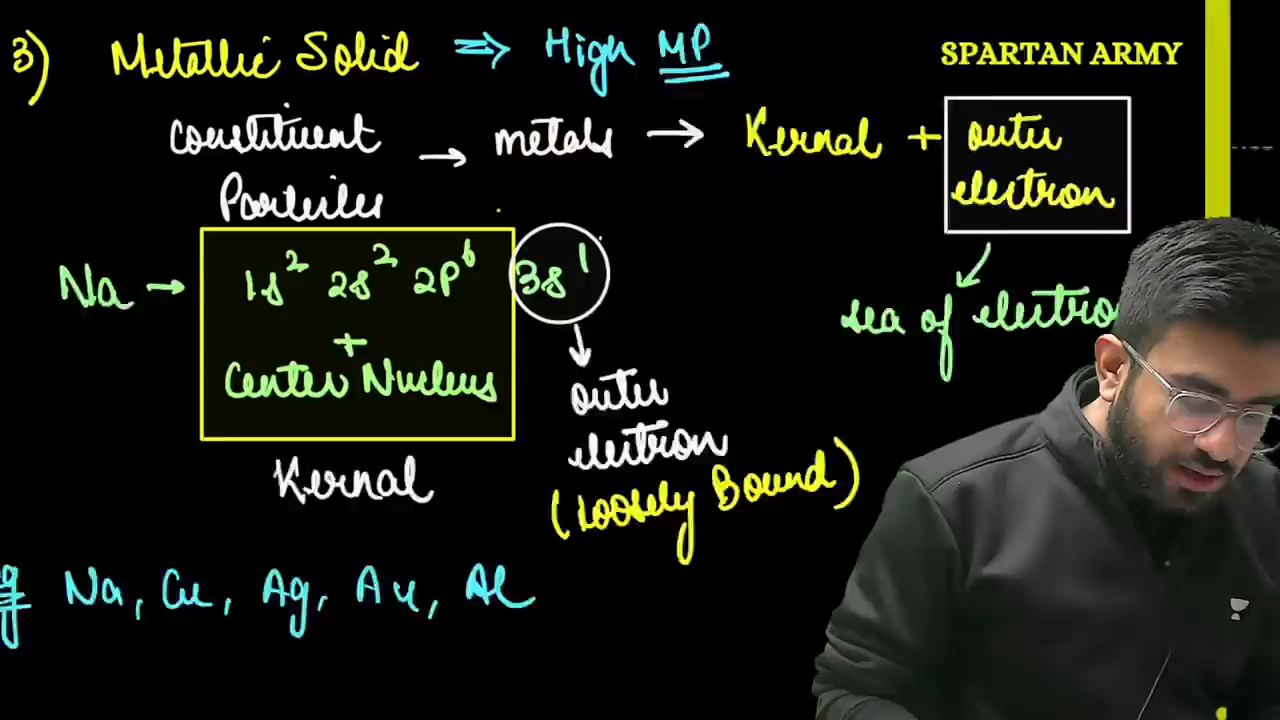 3) Metallic Solid ⇒ High MP
SPARTAN ARMY
constituent Particles → metals → Kernal + outer electron
sea of electro
Na → 1s² 2s² 2p⁶ 3s¹
+
Center Nucleus
Kernal
outer
electron
(Loosely Bound)
eg Na, Cu, Ag, Au, Al